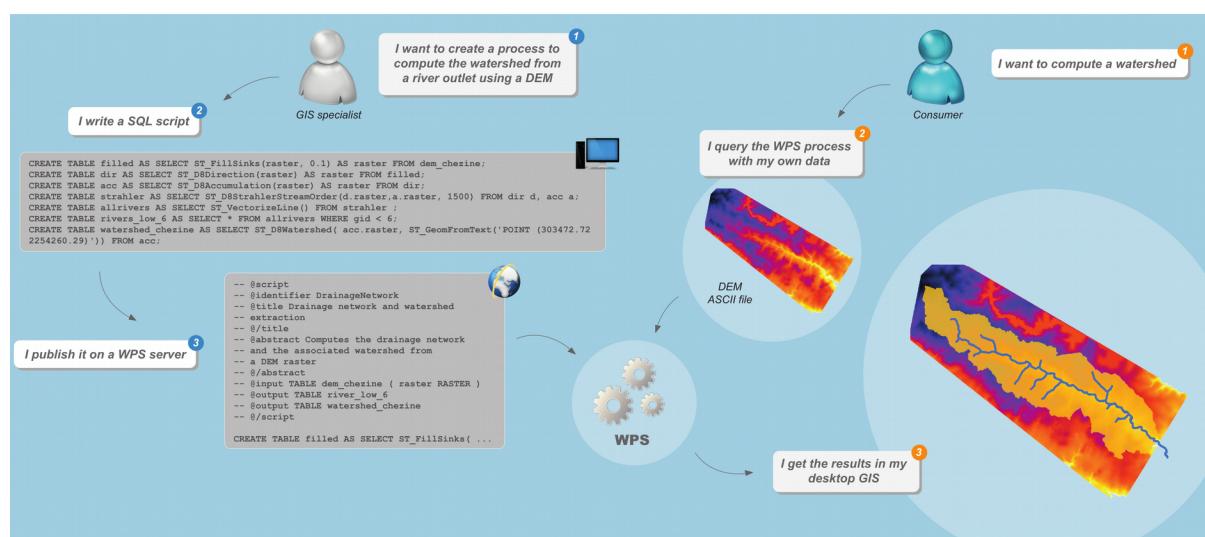 1
I want to create a process to
compute the watershed from
a river outlet using a DEM
GIS specialist
2
I write a SQL script
CREATE TABLE filled AS SELECT ST_FillSinks(raster, 0.1) AS raster FROM dem_chezine;
CREATE TABLE dir AS SELECT ST_D8Direction(raster) AS raster FROM filled;
CREATE TABLE acc AS SELECT ST_D8Accumulation(raster) AS raster FROM dir;
CREATE TABLE strahler AS SELECT ST_D8StrahlerStreamOrder(d.raster,a.raster, 1500) FROM dir d, acc a;
CREATE TABLE allrivers AS SELECT ST_VectorizeLine() FROM strahler ;
CREATE TABLE rivers_low_6 AS SELECT * FROM allrivers WHERE gid < 6;
CREATE TABLE watershed_chezine AS SELECT ST_D8Watershed( acc.raster, ST_GeomFromText('POINT (303472.72
2254260.29)')) FROM acc;
3
I publish it on a WPS server
-- @script
-- @identifier DrainageNetwork
-- @title Drainage network and watershed
-- extraction
-- @/title
-- @abstract Computes the drainage network
-- and the associated watershed from
-- a DEM raster
-- @/abstract
-- @input TABLE dem_chezine ( raster RASTER )
-- @output TABLE river_low_6
-- @output TABLE watershed_chezine
-- @/script
CREATE TABLE filled AS SELECT ST_FillSinks( ...
WPS
1
I want to compute a watershed
Consumer
2
I query the WPS process
with my own data
DEM
ASCII file
3
I get the results in my
desktop GIS